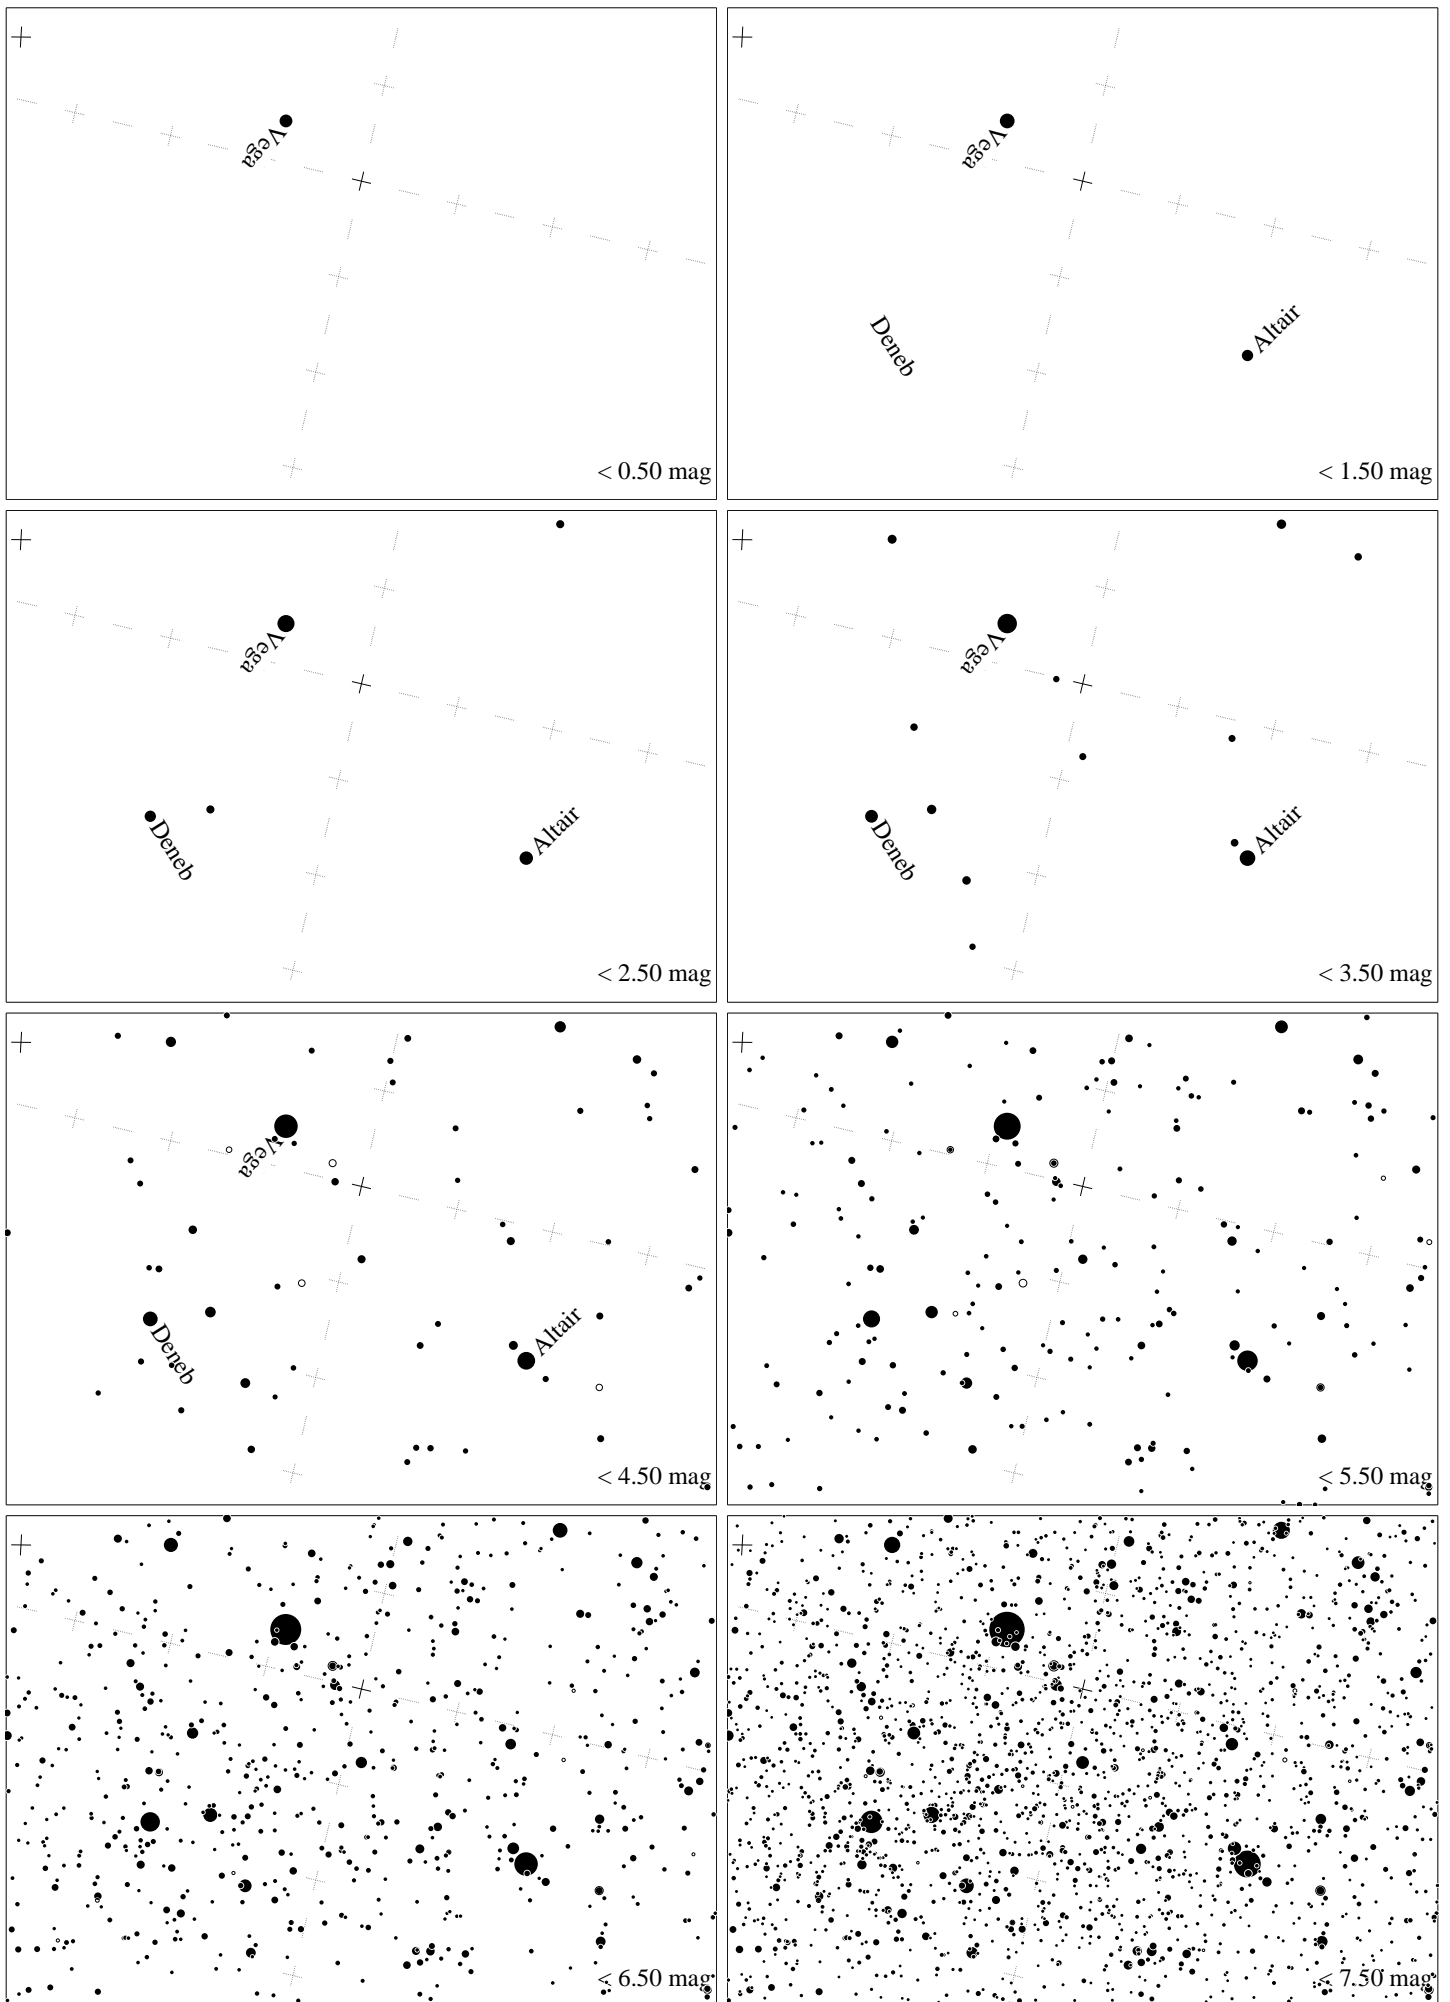 Vega
< 0.50 mag
Vega
Deneb
Altair
< 1.50 mag
Vega
Deneb
Altair
< 2.50 mag
Vega
Deneb
Altair
< 3.50 mag
Vega
Deneb
Altair
< 4.50 mag
< 5.50 mag
< 6.50 mag
< 7.50 mag